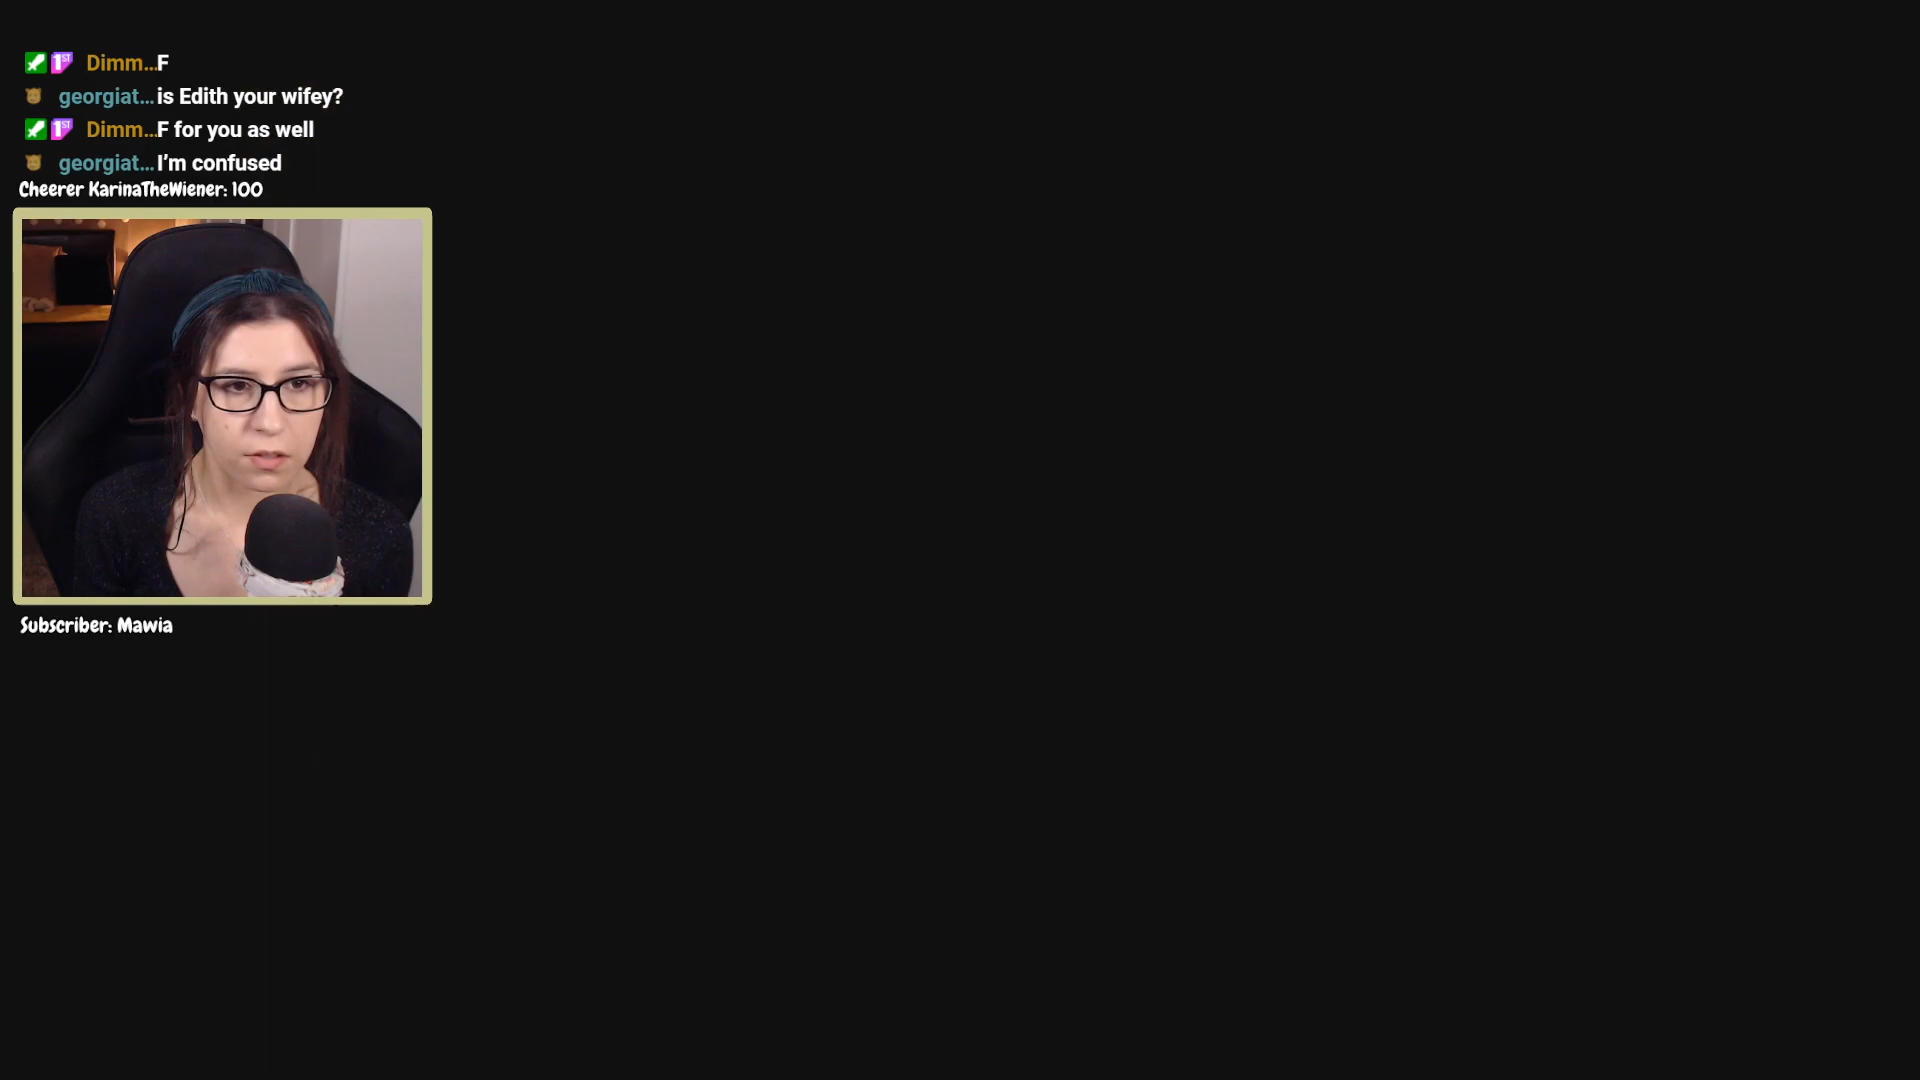 Dimm...F
georgiat...is Edith your wifey?
Dimm...F for you as well
georgiat...I'm confused
Cheerer KarinaTheWiener: 100
Subscriber: Mawia